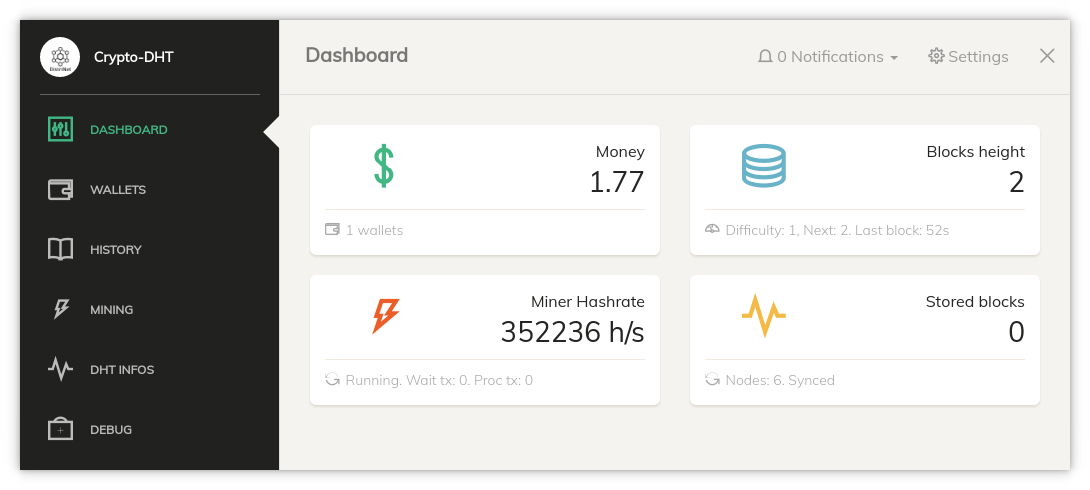 Crypto-DHT
DistriNet
DASHBOARD
WALLETS
HISTORY
MINING
DHT INFOS
DEBUG
Dashboard
0 Notifications
Settings
Money
1.77
1 wallets
Blocks height
2
Difficulty: 1, Next: 2. Last block: 52s
Miner Hashrate
352236 h/s
Running. Wait tx: 0. Proc tx: 0
Stored blocks
0
Nodes: 6. Synced